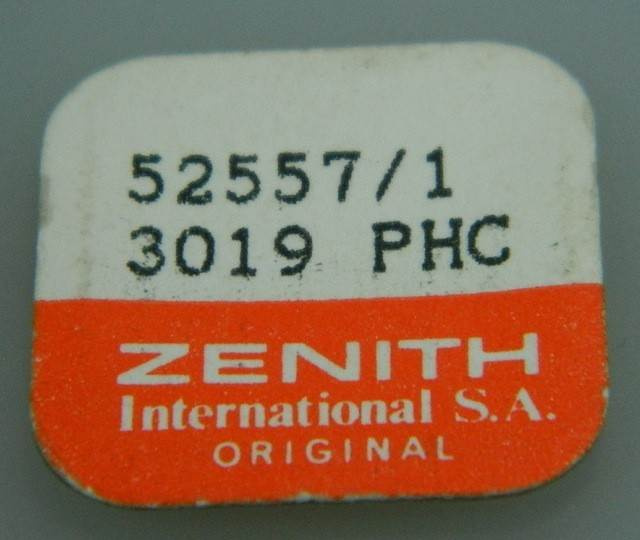 52557/1
3019 PHC
ZENITH
International S.A.
ORIGINAL